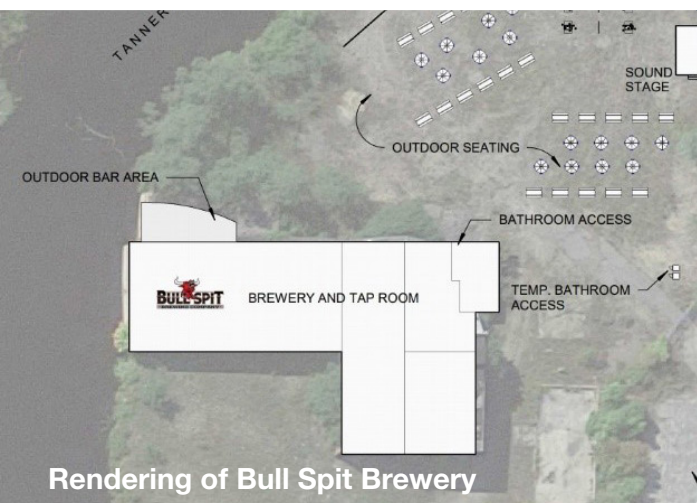 TANNER
SOUND
STAGE
OUTDOOR SEATING
OUTDOOR BAR AREA
BATHROOM ACCESS
BULL SPIT
BREWERY AND TAP ROOM
TEMP. BATHROOM
ACCESS
Rendering of Bull Spit Brewery